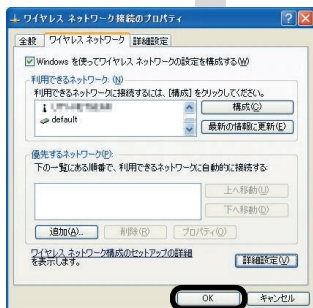 ワイヤレス ネットワーク接続のプロパティ
全般 ワイヤレス ネットワーク 詳細設定
Windows を使ってワイヤレス ネットワークの設定を構成する(W)
利用できるネットワーク: (N)
利用できるネットワークに接続するには、[構成] をクリックしてください。
default
構成(C)
最新の情報に更新(E)
優先するネットワーク(P):
下の一覧にある順番で、利用できるネットワークに自動的に接続する:
上へ移動(U)
下へ移動(D)
追加(A)... 削除(R) プロパティ(O)
ワイヤレス ネットワーク構成のセットアップの詳細
を表示します。
詳細設定(V)
OK キャンセル